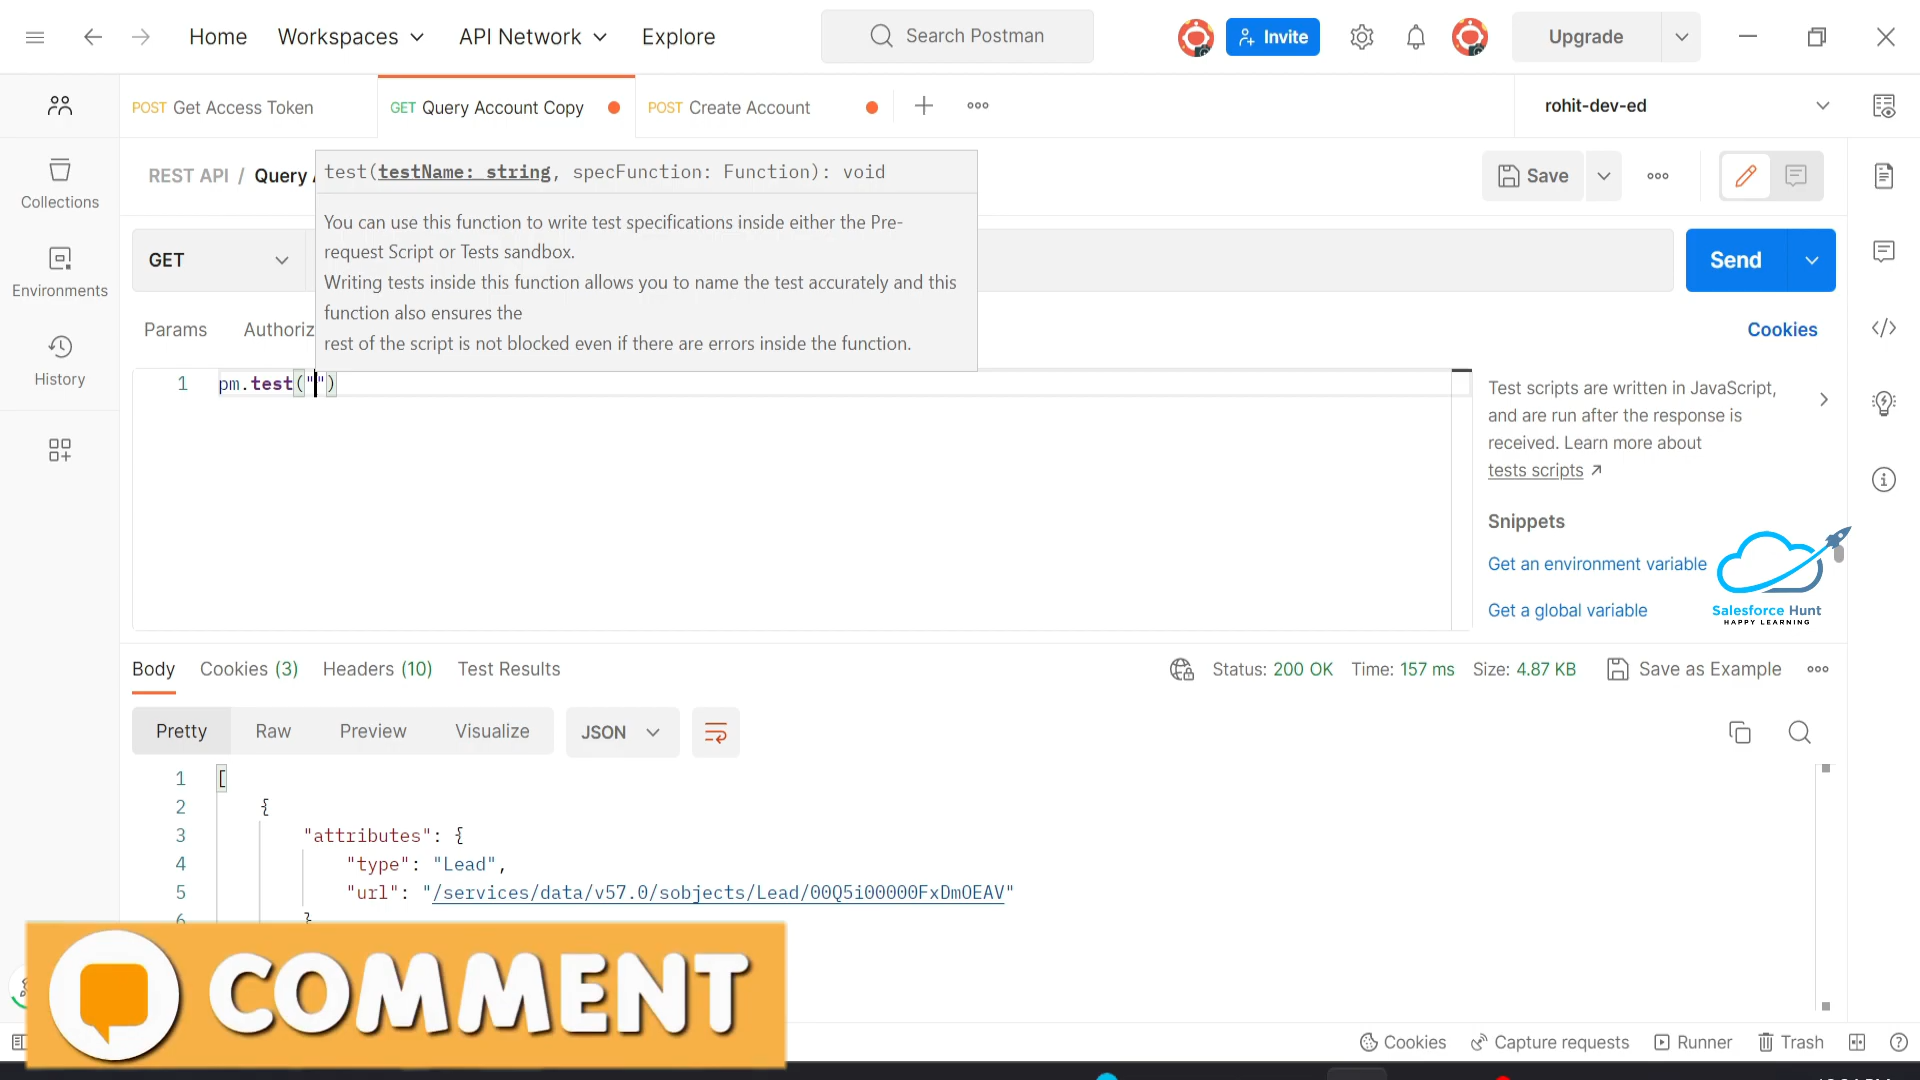 Home
Workspaces
API Network
Explore
Search Postman
Invite
Upgrade
POST Get Access Token
GET Query Account Copy
POST Create Account
ooo
rohit-dev-ed
REST API / Query
test(testName: string, specFunction: Function): void
Save
You can use this function to write test specifications inside either the Pre-
request Script or Tests sandbox.
Writing tests inside this function allows you to name the test accurately and this
function also ensures the
rest of the script is not blocked even if there are errors inside the function.
GET
Send
Params
Authoriz
Cookies
1 pm.test("")
Collections
Environments
History
Test scripts are written in JavaScript,
and are run after the response is
received. Learn more about
tests scripts
Snippets
Get an environment variable
Get a global variable
Salesforce Hunt
HAPPY LEARNING
Body
Cookies (3)
Headers (10)
Test Results
Status: 200 OK
Time: 157 ms
Size: 4.87 KB
Save as Example
Pretty
Raw
Preview
Visualize
JSON
1 [
2 {
3 "attributes": {
4 "type": "Lead",
5 "url": "/services/data/v57.0/sobjects/Lead/00Q5i00000FxDmOEAV"
6 }
COMMENT
Cookies
Capture requests
Runner
Trash